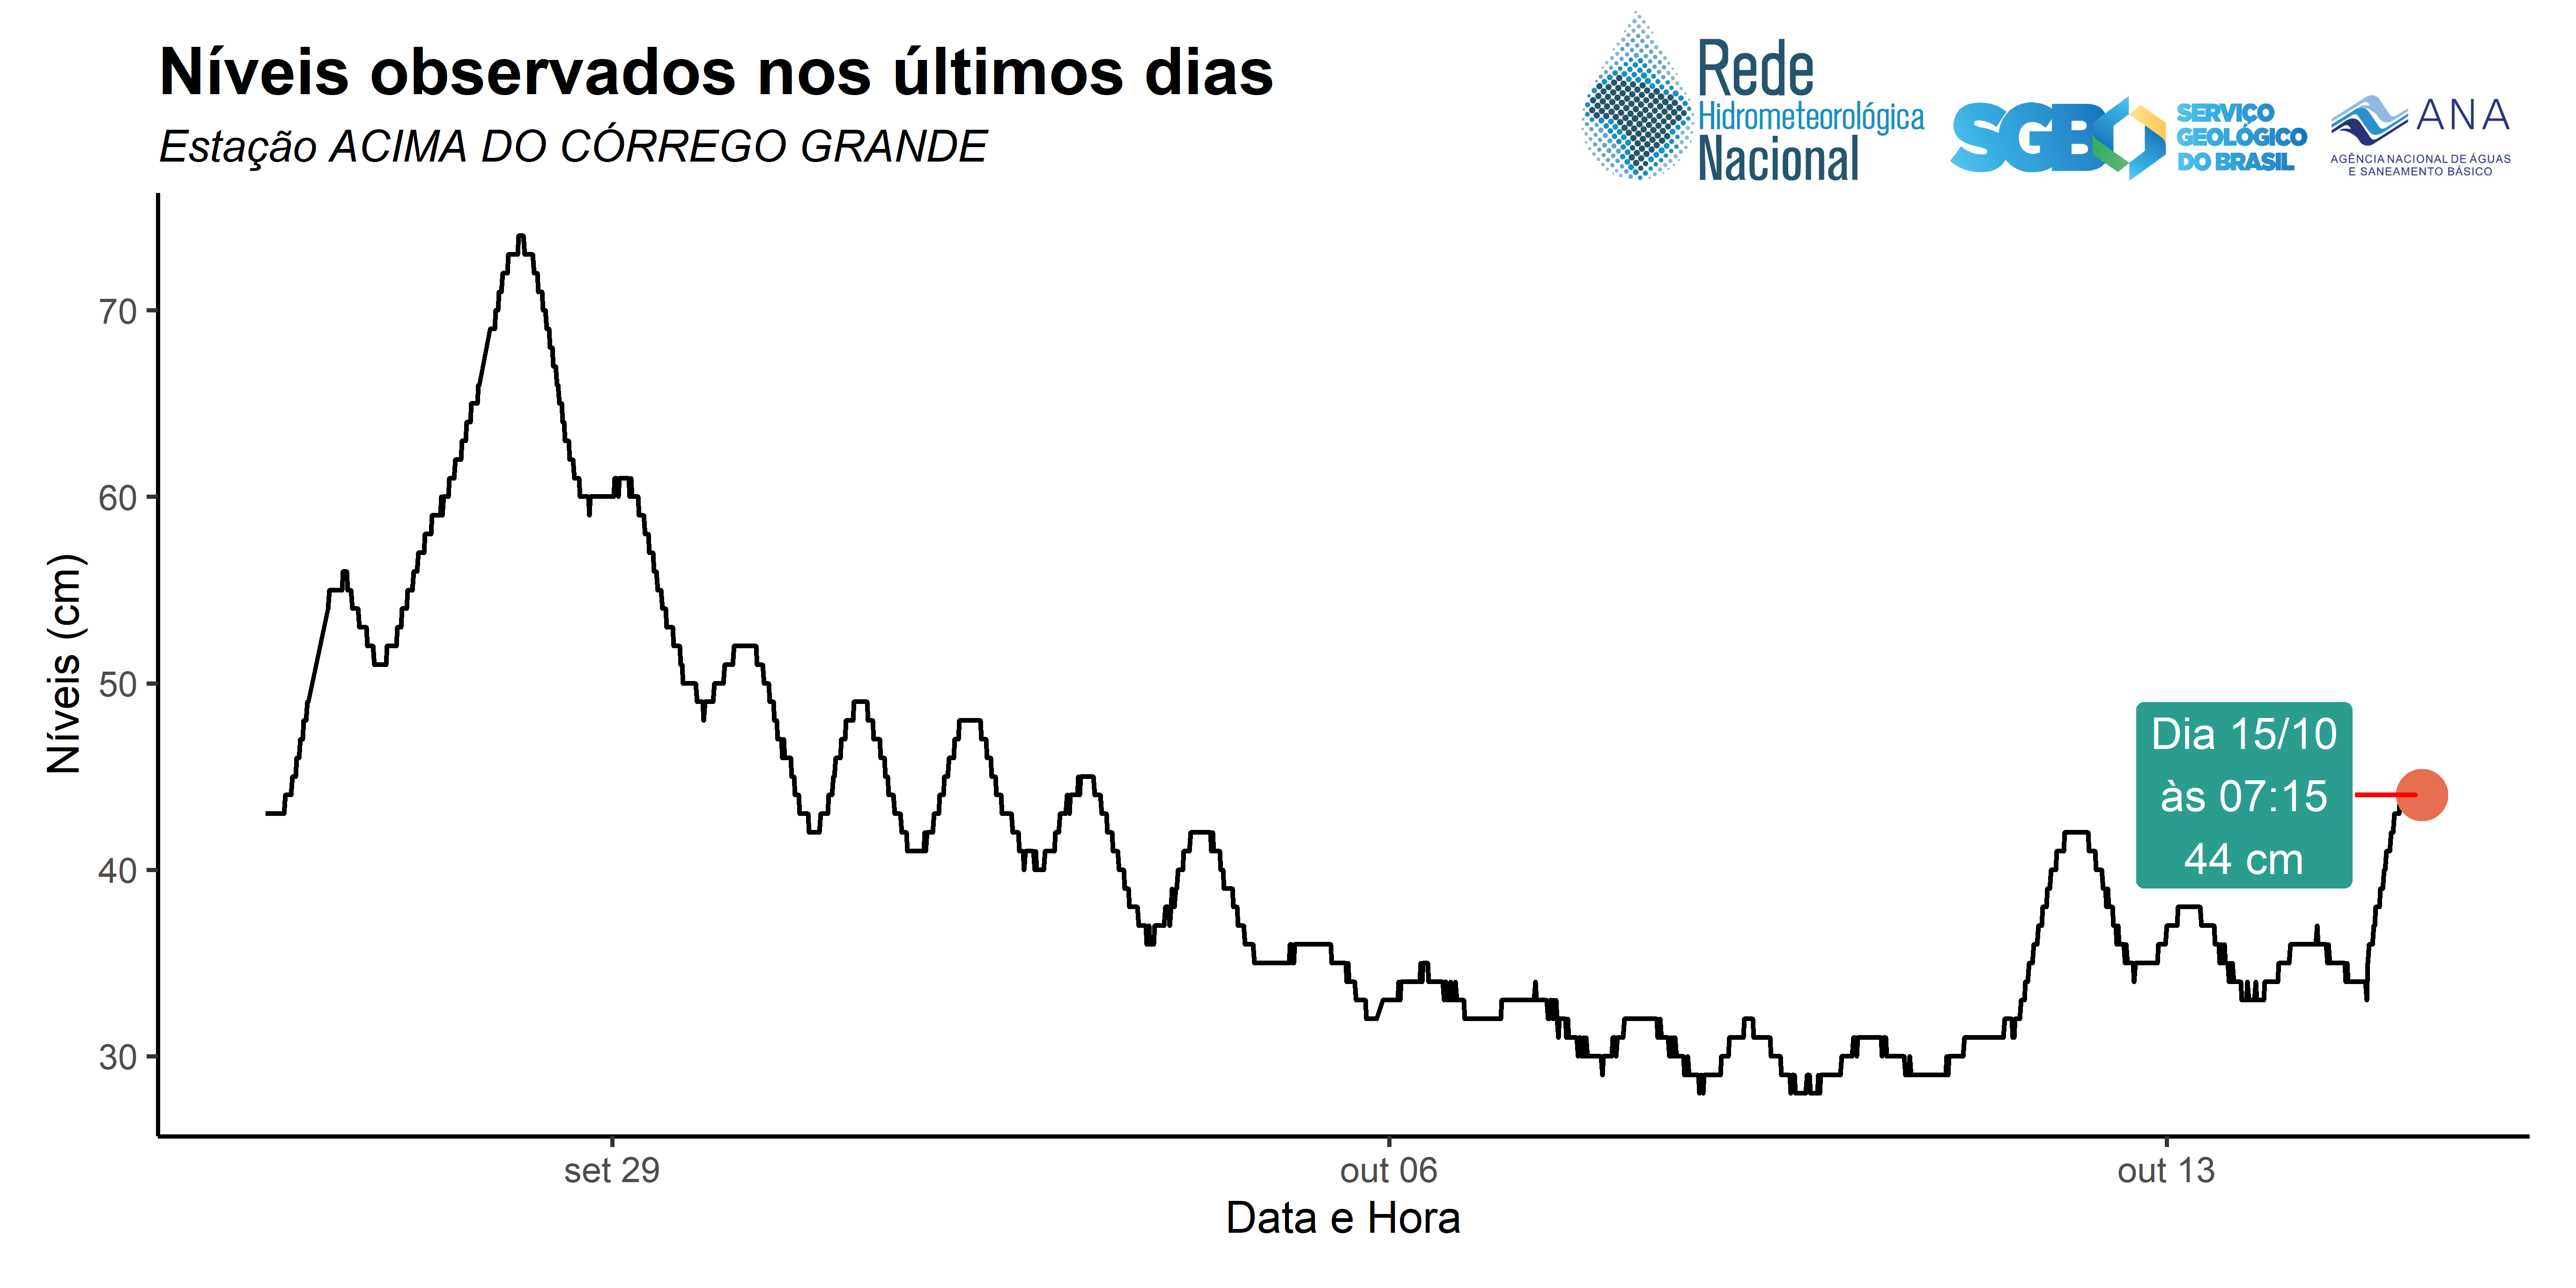 Níveis observados nos últimos dias
Estação ACIMA DO CÓRREGO GRANDE
Rede
Hidrometeorológica
Nacional
SGB
SERVIÇO
GEOLÓGICO
DO BRASIL
ANA
AGÊNCIA NACIONAL DE ÁGUAS
E SANEAMENTO BÁSICO
Níveis (cm)
70
60
50
40
30
Dia 15/10
às 07:15
44 cm
set 29
out 06
out 13
Data e Hora